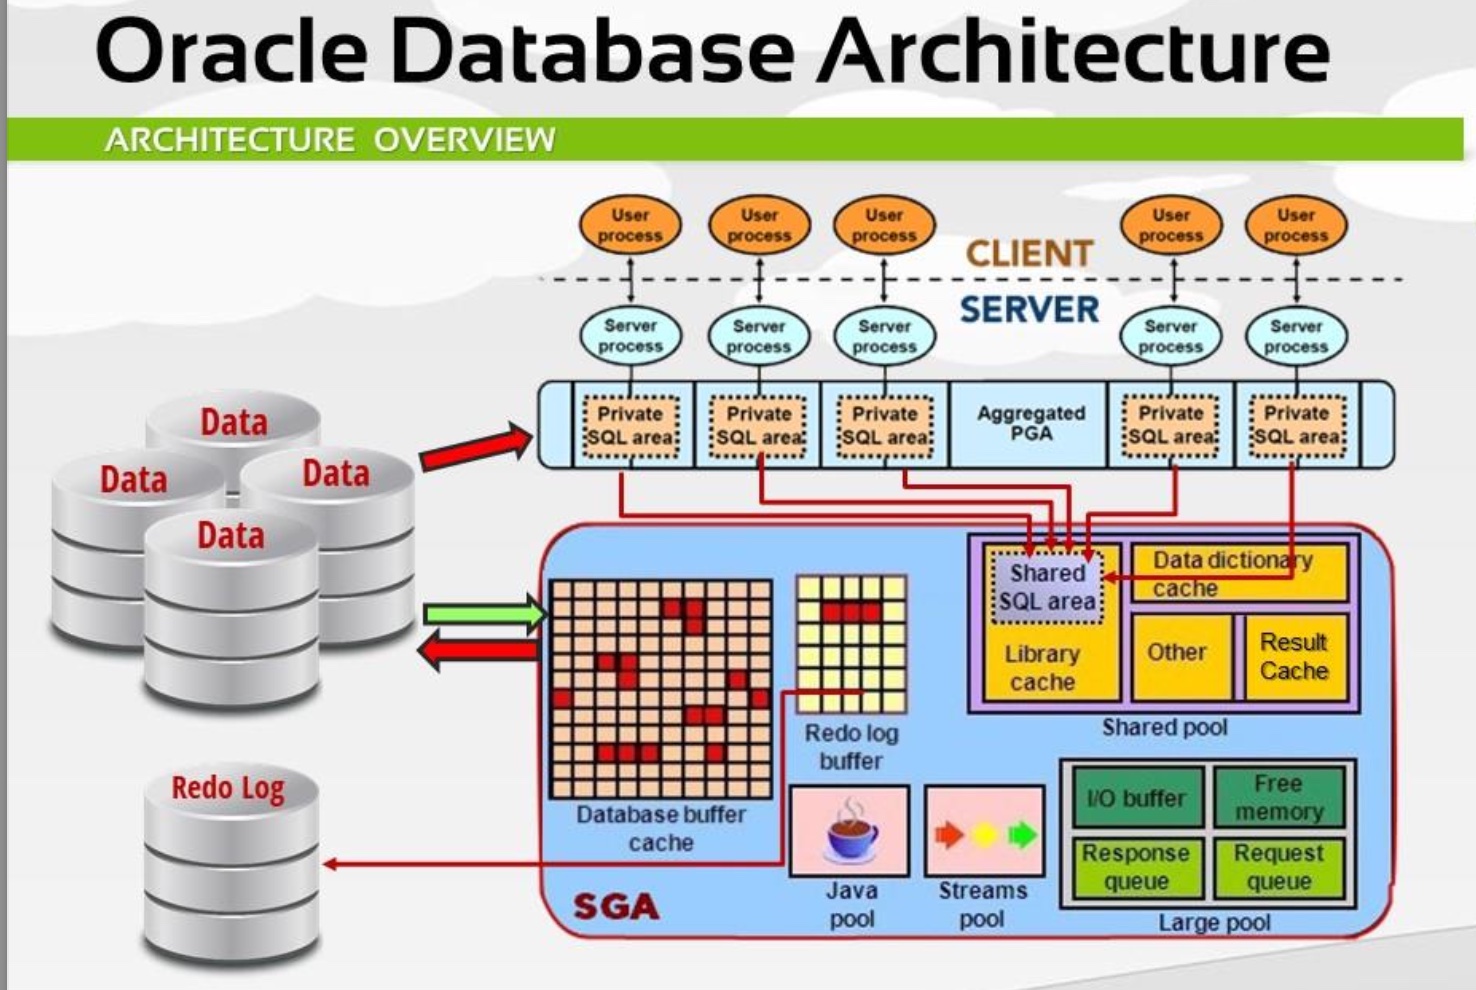 Oracle Database Architecture
ARCHITECTURE OVERVIEW
User
process
User
process
User
process
User
process
User
process
CLIENT
SERVER
Server
process
Server
process
Server
process
Server
process
Server
process
Private
SQL area
Private
SQL area
Private
SQL area
Aggregated
PGA
Private
SQL area
Private
SQL area
Data
Data
Data
Data
Redo Log
Shared
SQL area
Library
cache
Data dictionary
cache
Other
Result
Cache
Shared pool
Redo log
buffer
Database buffer
cache
I/O buffer
Free
memory
Response
queue
Request
queue
Large pool
Java
pool
Streams
pool
SGA